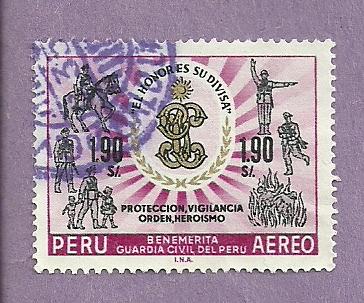 "EL HONOR ES SU DIVISA"
1.90 1.90
S/. S/.
PROTECCION, VIGILANCIA
ORDEN, HEROISMO
PERU BENEMERITA AEREO
GUARDIA CIVIL DEL PERU
I.N.A.